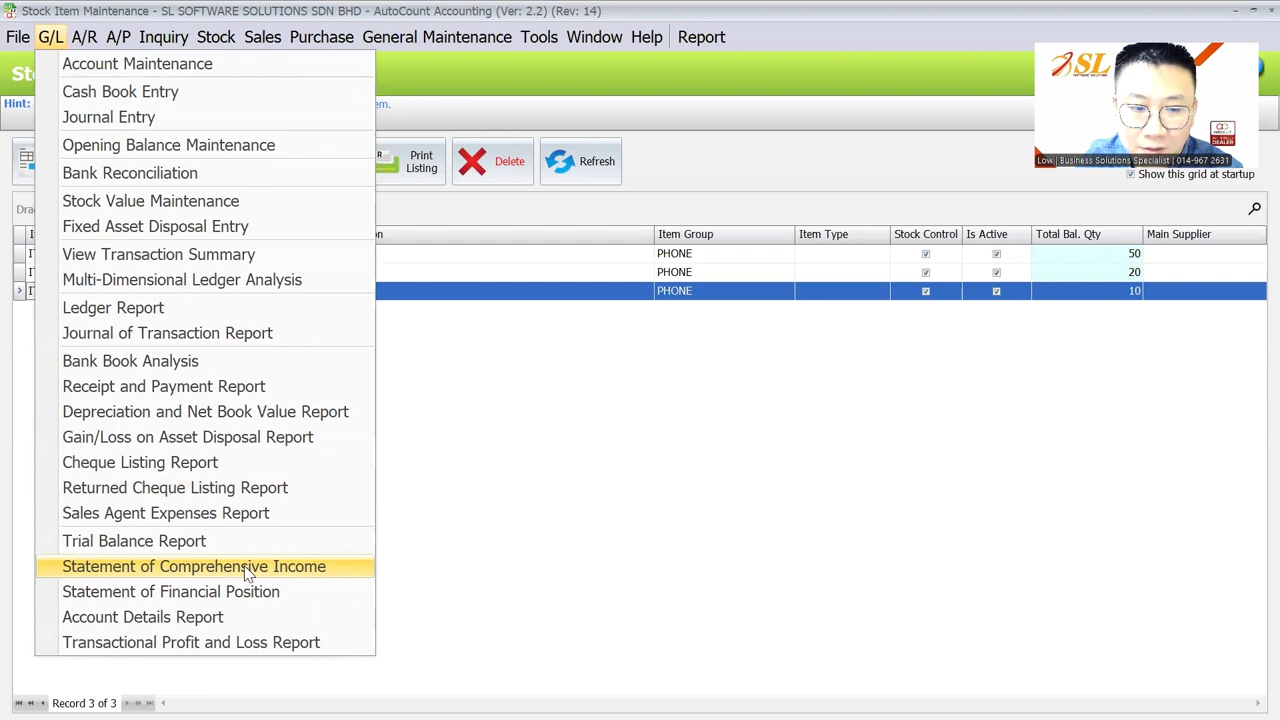 Stock Item Maintenance - SL SOFTWARE SOLUTIONS SDN BHD - AutoCount Accounting (Ver: 2.2) (Rev: 14)
File G/L A/R A/P Inquiry Stock Sales Purchase General Maintenance Tools Window Help Report
Hint:
Account Maintenance
Cash Book Entry
Journal Entry
Opening Balance Maintenance
Bank Reconciliation
Stock Value Maintenance
Fixed Asset Disposal Entry
View Transaction Summary
Multi-Dimensional Ledger Analysis
Ledger Report
Journal of Transaction Report
Bank Book Analysis
Receipt and Payment Report
Depreciation and Net Book Value Report
Gain/Loss on Asset Disposal Report
Cheque Listing Report
Returned Cheque Listing Report
Sales Agent Expenses Report
Trial Balance Report
Statement of Comprehensive Income
Statement of Financial Position
Account Details Report
Transactional Profit and Loss Report
Print
Listing
Delete
Refresh
SL
SOFTWARE SOLUTIONS
DEALER
Low | Business Solutions Specialist | 014-967 2631
Show this grid at startup
Item Group Item Type Stock Control Is Active Total Bal. Qty Main Supplier
PHONE 50
PHONE 20
PHONE 10
Record 3 of 3